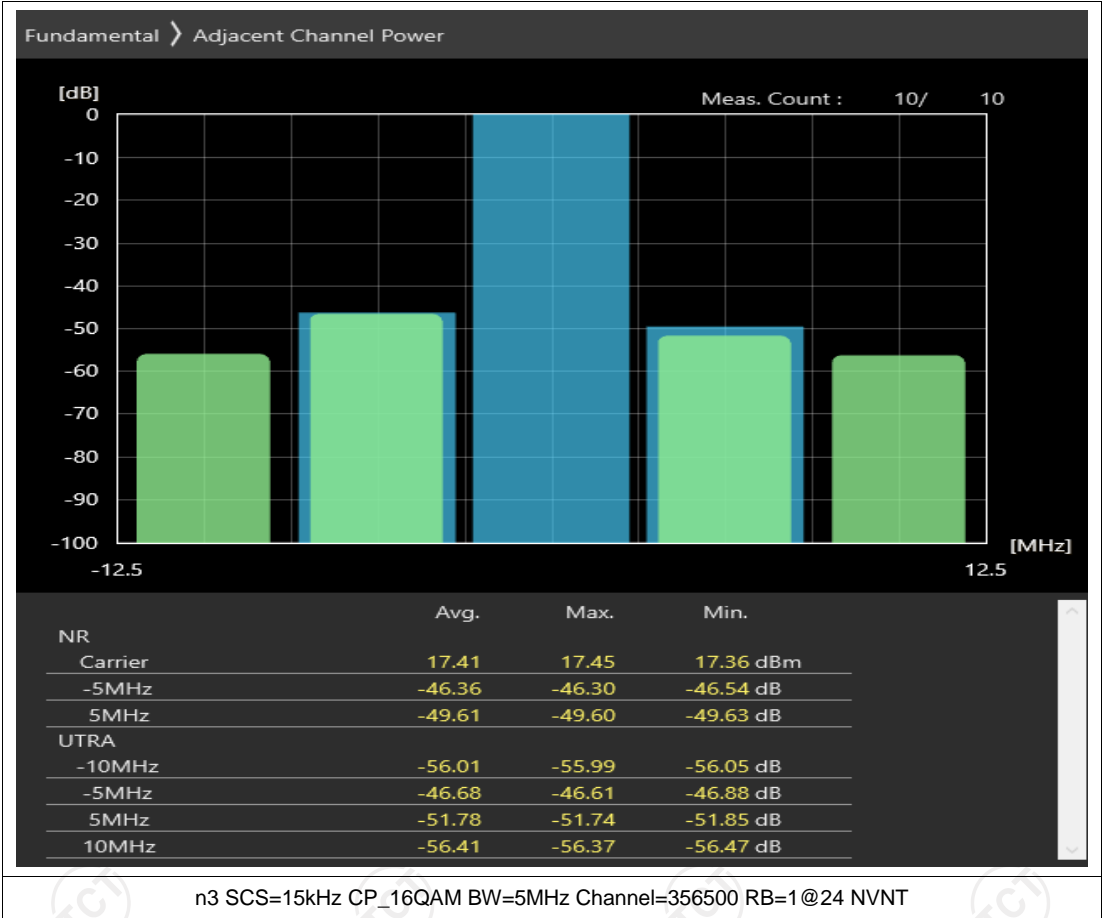 Fundamental 〉 Adjacent Channel Power
[dB]
Meas. Count : 10/ 10
0
-10
-20
-30
-40
-50
-60
-70
-80
-90
-100
[MHz]
-12.5 12.5
Avg. Max. Min.
NR
Carrier 17.41 17.45 17.36 dBm
-5MHz -46.36 -46.30 -46.54 dB
5MHz -49.61 -49.60 -49.63 dB
UTRA
-10MHz -56.01 -55.99 -56.05 dB
-5MHz -46.68 -46.61 -46.88 dB
5MHz -51.78 -51.74 -51.85 dB
10MHz -56.41 -56.37 -56.47 dB
n3 SCS=15kHz CP_16QAM BW=5MHz Channel=356500 RB=1@24 NVNT
TCT TCT TCT TCT